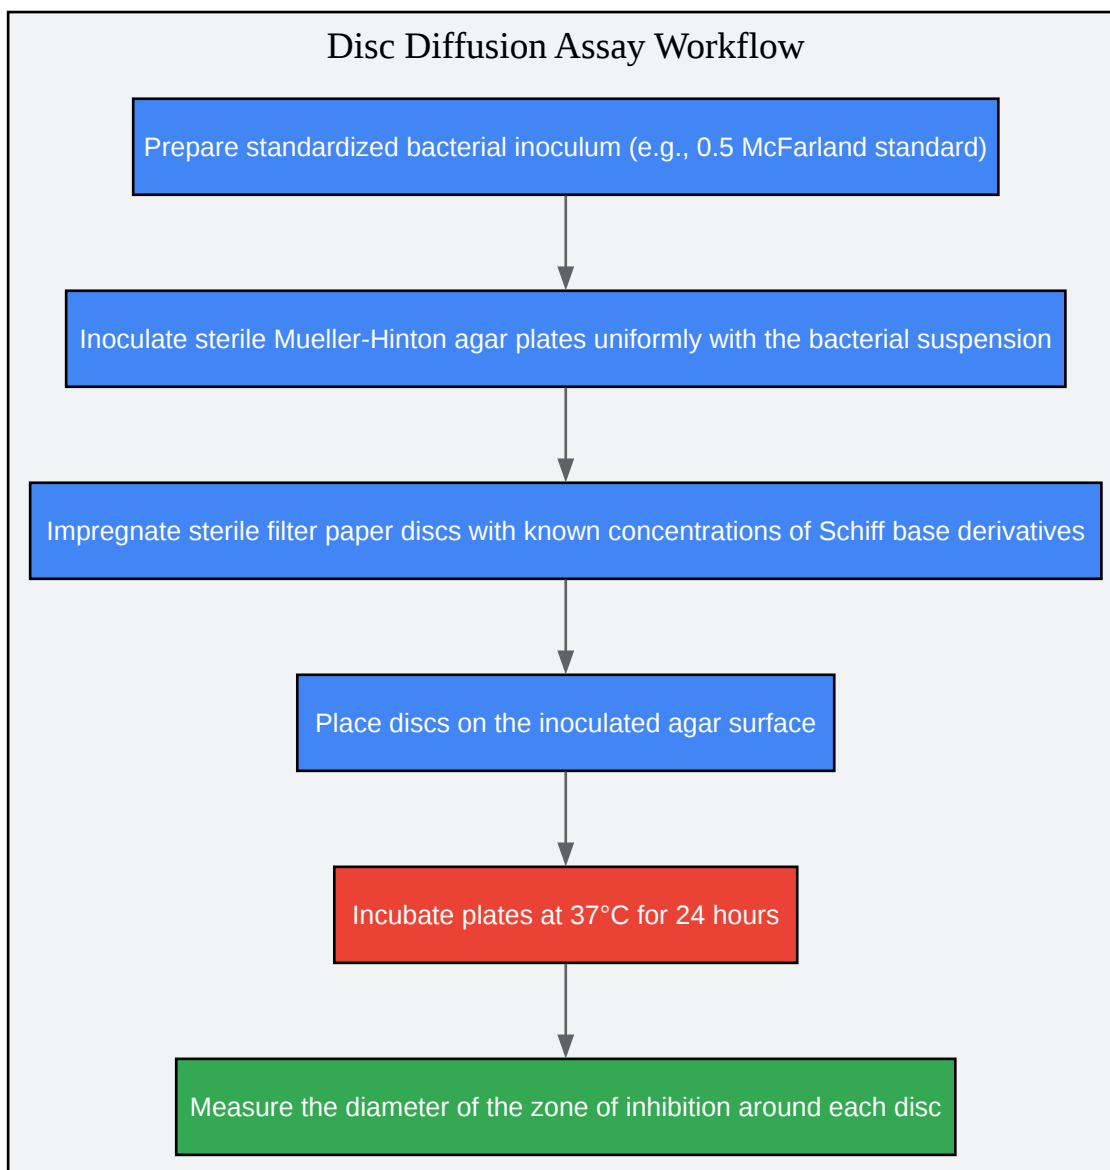 Disc Diffusion Assay Workflow
Prepare standardized bacterial inoculum (e.g., 0.5 McFarland standard)
Inoculate sterile Mueller-Hinton agar plates uniformly with the bacterial suspension
Impregnate sterile filter paper discs with known concentrations of Schiff base derivatives
Place discs on the inoculated agar surface
Incubate plates at 37°C for 24 hours
Measure the diameter of the zone of inhibition around each disc